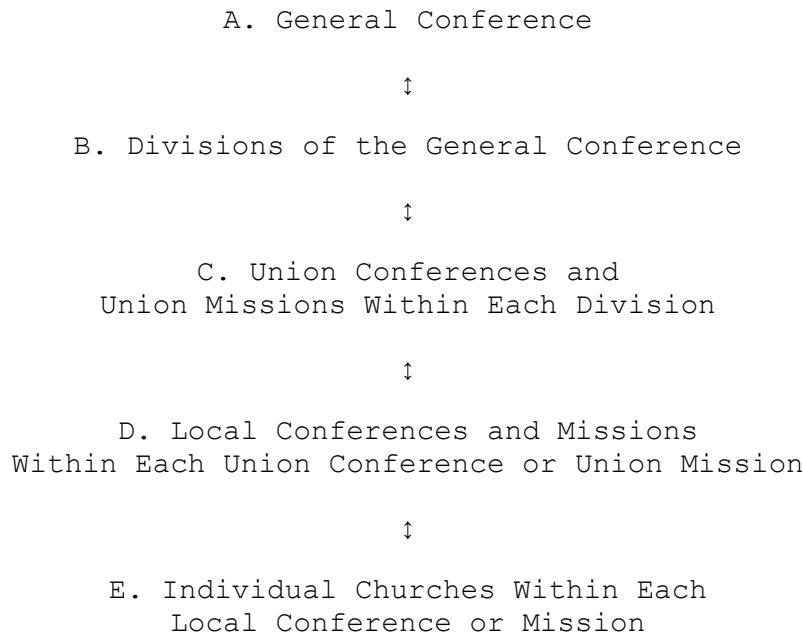 A. General Conference
↕
B. Divisions of the General Conference
↕
C. Union Conferences and
Union Missions Within Each Division
↕
D. Local Conferences and Missions
Within Each Union Conference or Union Mission
↕
E. Individual Churches Within Each
Local Conference or Mission